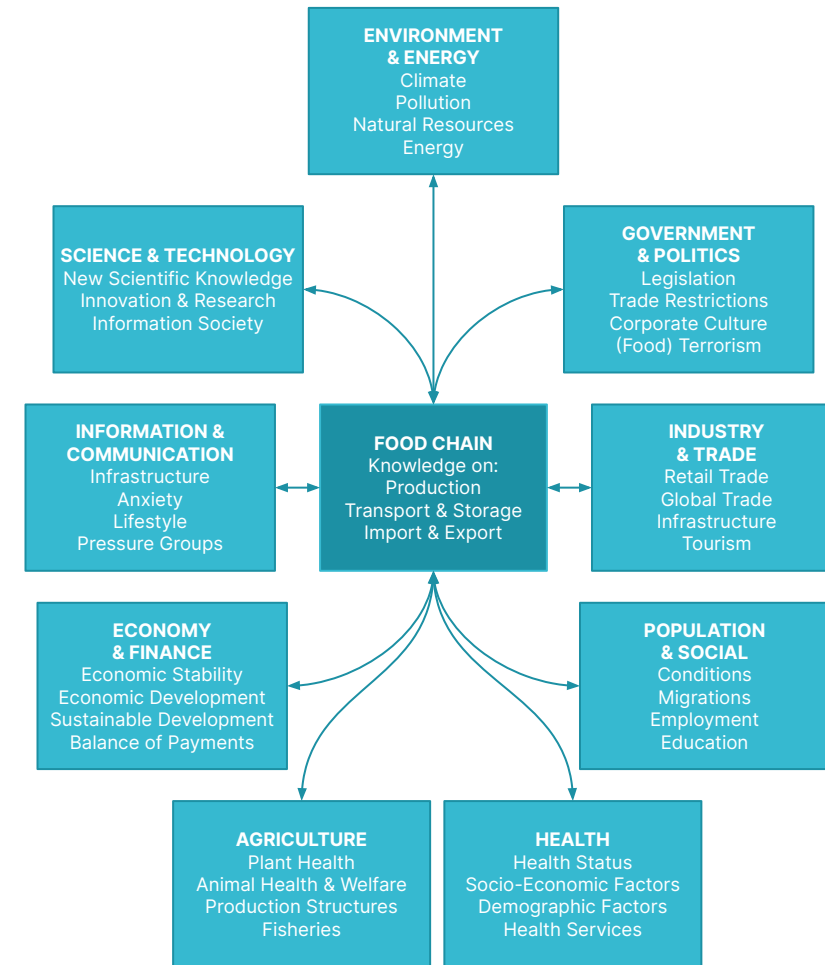 ENVIRONMENT
& ENERGY
Climate
Pollution
Natural Resources
Energy
SCIENCE & TECHNOLOGY
New Scientific Knowledge
Innovation & Research
Information Society
GOVERNMENT
& POLITICS
Legislation
Trade Restrictions
Corporate Culture
(Food) Terrorism
INFORMATION &
COMMUNICATION
Infrastructure
Anxiety
Lifestyle
Pressure Groups
FOOD CHAIN
Knowledge on:
Production
Transport & Storage
Import & Export
INDUSTRY
& TRADE
Retail Trade
Global Trade
Infrastructure
Tourism
ECONOMY
& FINANCE
Economic Stability
Economic Development
Sustainable Development
Balance of Payments
POPULATION
& SOCIAL
Conditions
Migrations
Employment
Education
AGRICULTURE
Plant Health
Animal Health & Welfare
Production Structures
Fisheries
HEALTH
Health Status
Socio-Economic Factors
Demographic Factors
Health Services